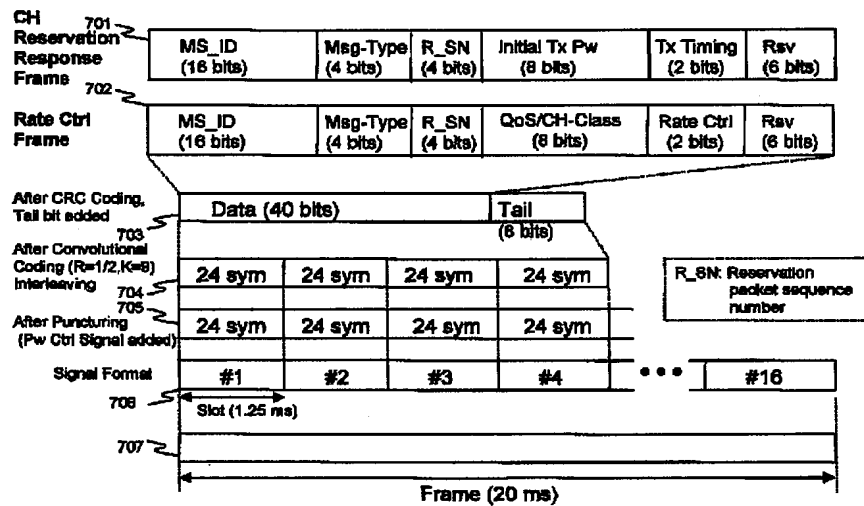 CH
Reservation
Response
Frame
701
MS_ID
(16 bits)
Msg-Type
(4 bits)
R_SN
(4 bits)
Initial Tx Pw
(8 bits)
Tx Timing
(2 bits)
Rsv
(6 bits)
702
Rate Ctrl
Frame
MS_ID
(16 bits)
Msg-Type
(4 bits)
R_SN
(4 bits)
QoS/CH-Class
(8 bits)
Rate Ctrl
(2 bits)
Rsv
(6 bits)
After CRC Coding,
Tail bit added
703
Data (40 bits)
Tail
(8 bits)
After Convolutional
Coding (R=1/2,K=9)
Interleaving
704
24 sym
24 sym
24 sym
24 sym
R_SN: Reservation
packet sequence
number
705
After Puncturing
(Pw Ctrl Signal added)
24 sym
24 sym
24 sym
24 sym
Signal Format
706
#1
#2
#3
#4
•••
#16
Slot (1.25 ms)
707
Frame (20 ms)